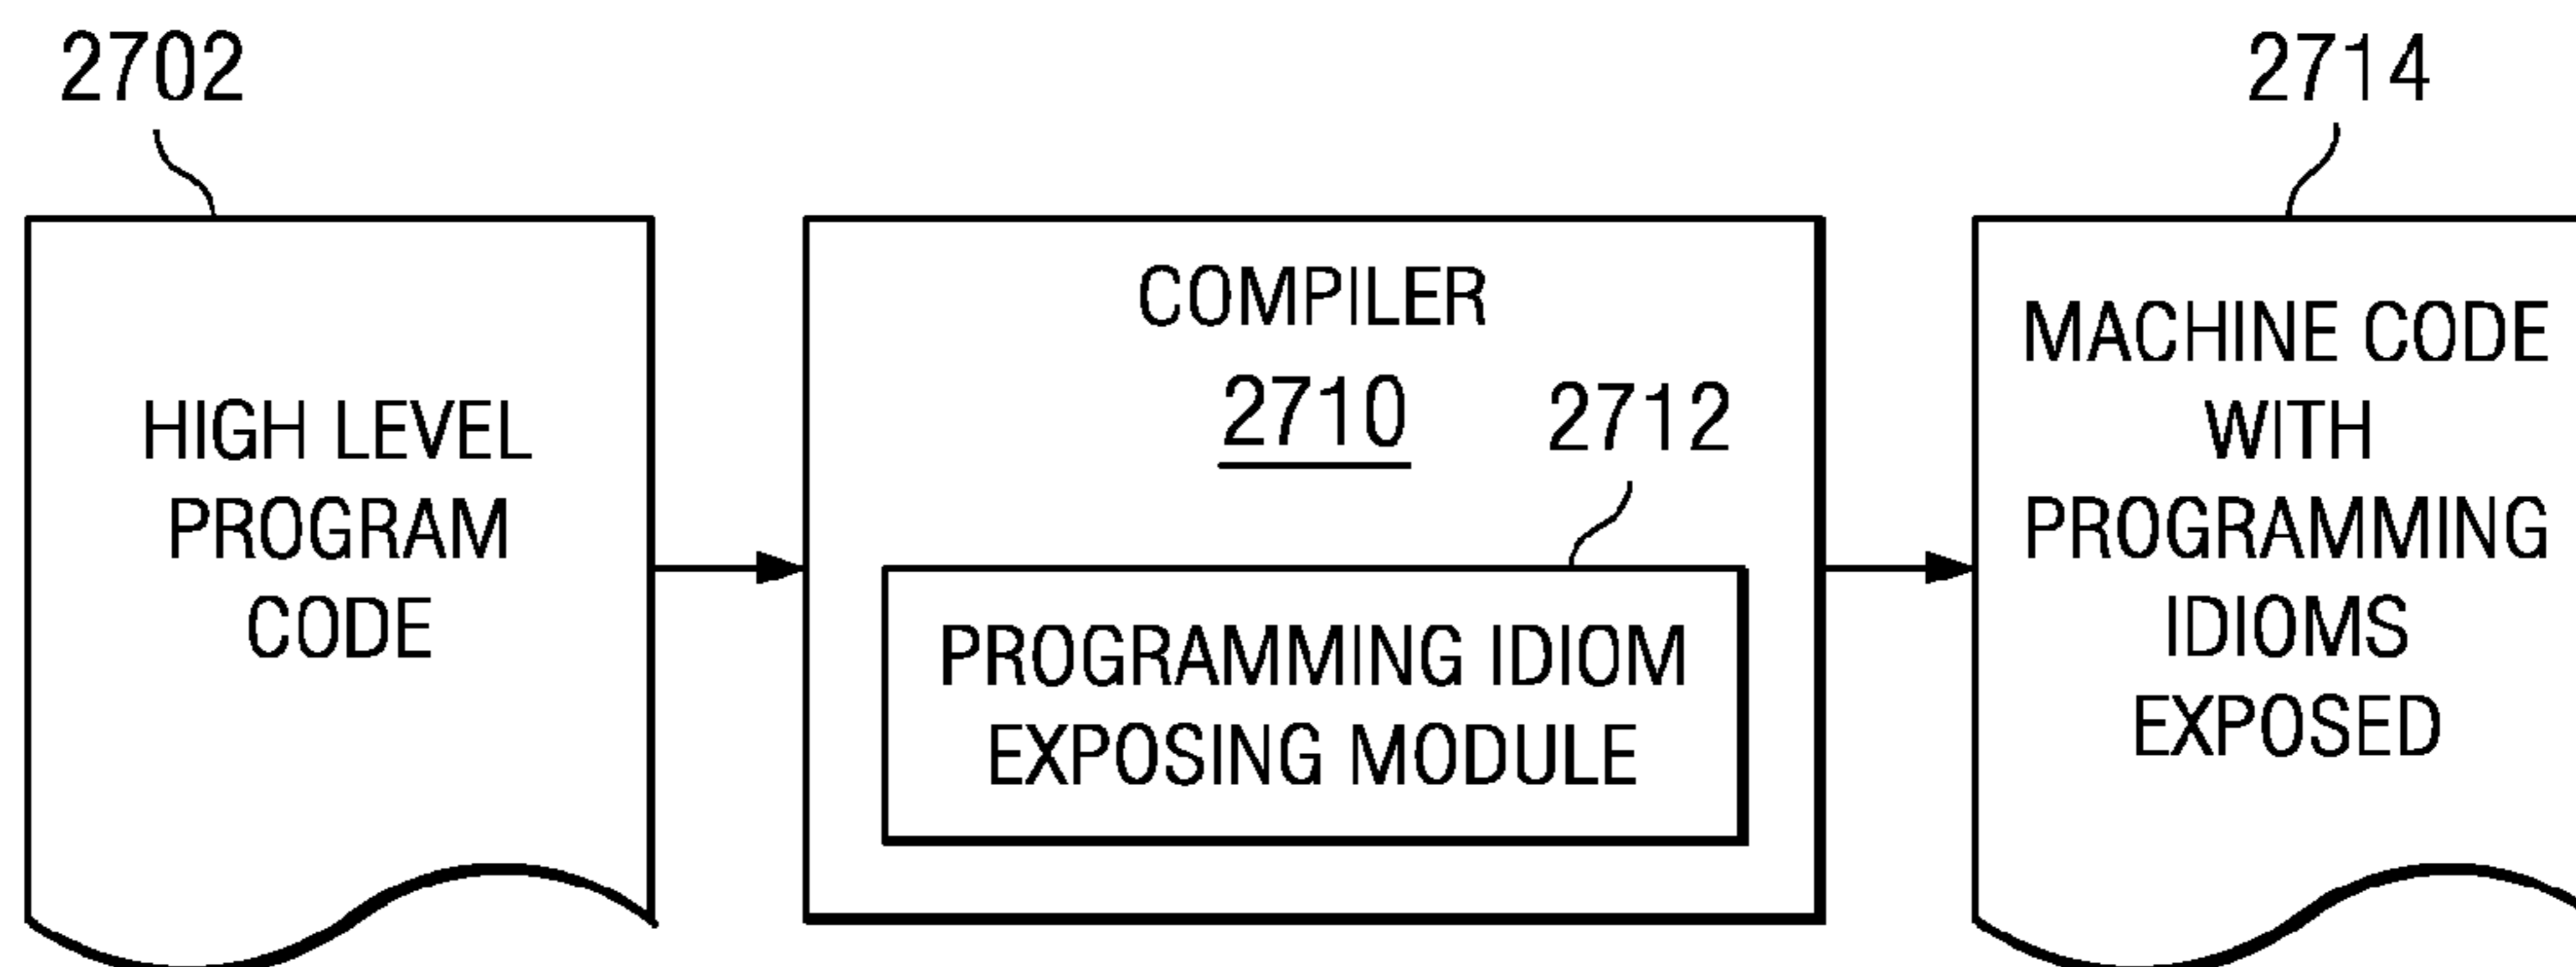 2702
2714
HIGH LEVEL
PROGRAM
CODE
COMPILER
2710
2712
PROGRAMMING IDIOM
EXPOSING MODULE
MACHINE CODE
WITH
PROGRAMMING
IDIOMS
EXPOSED